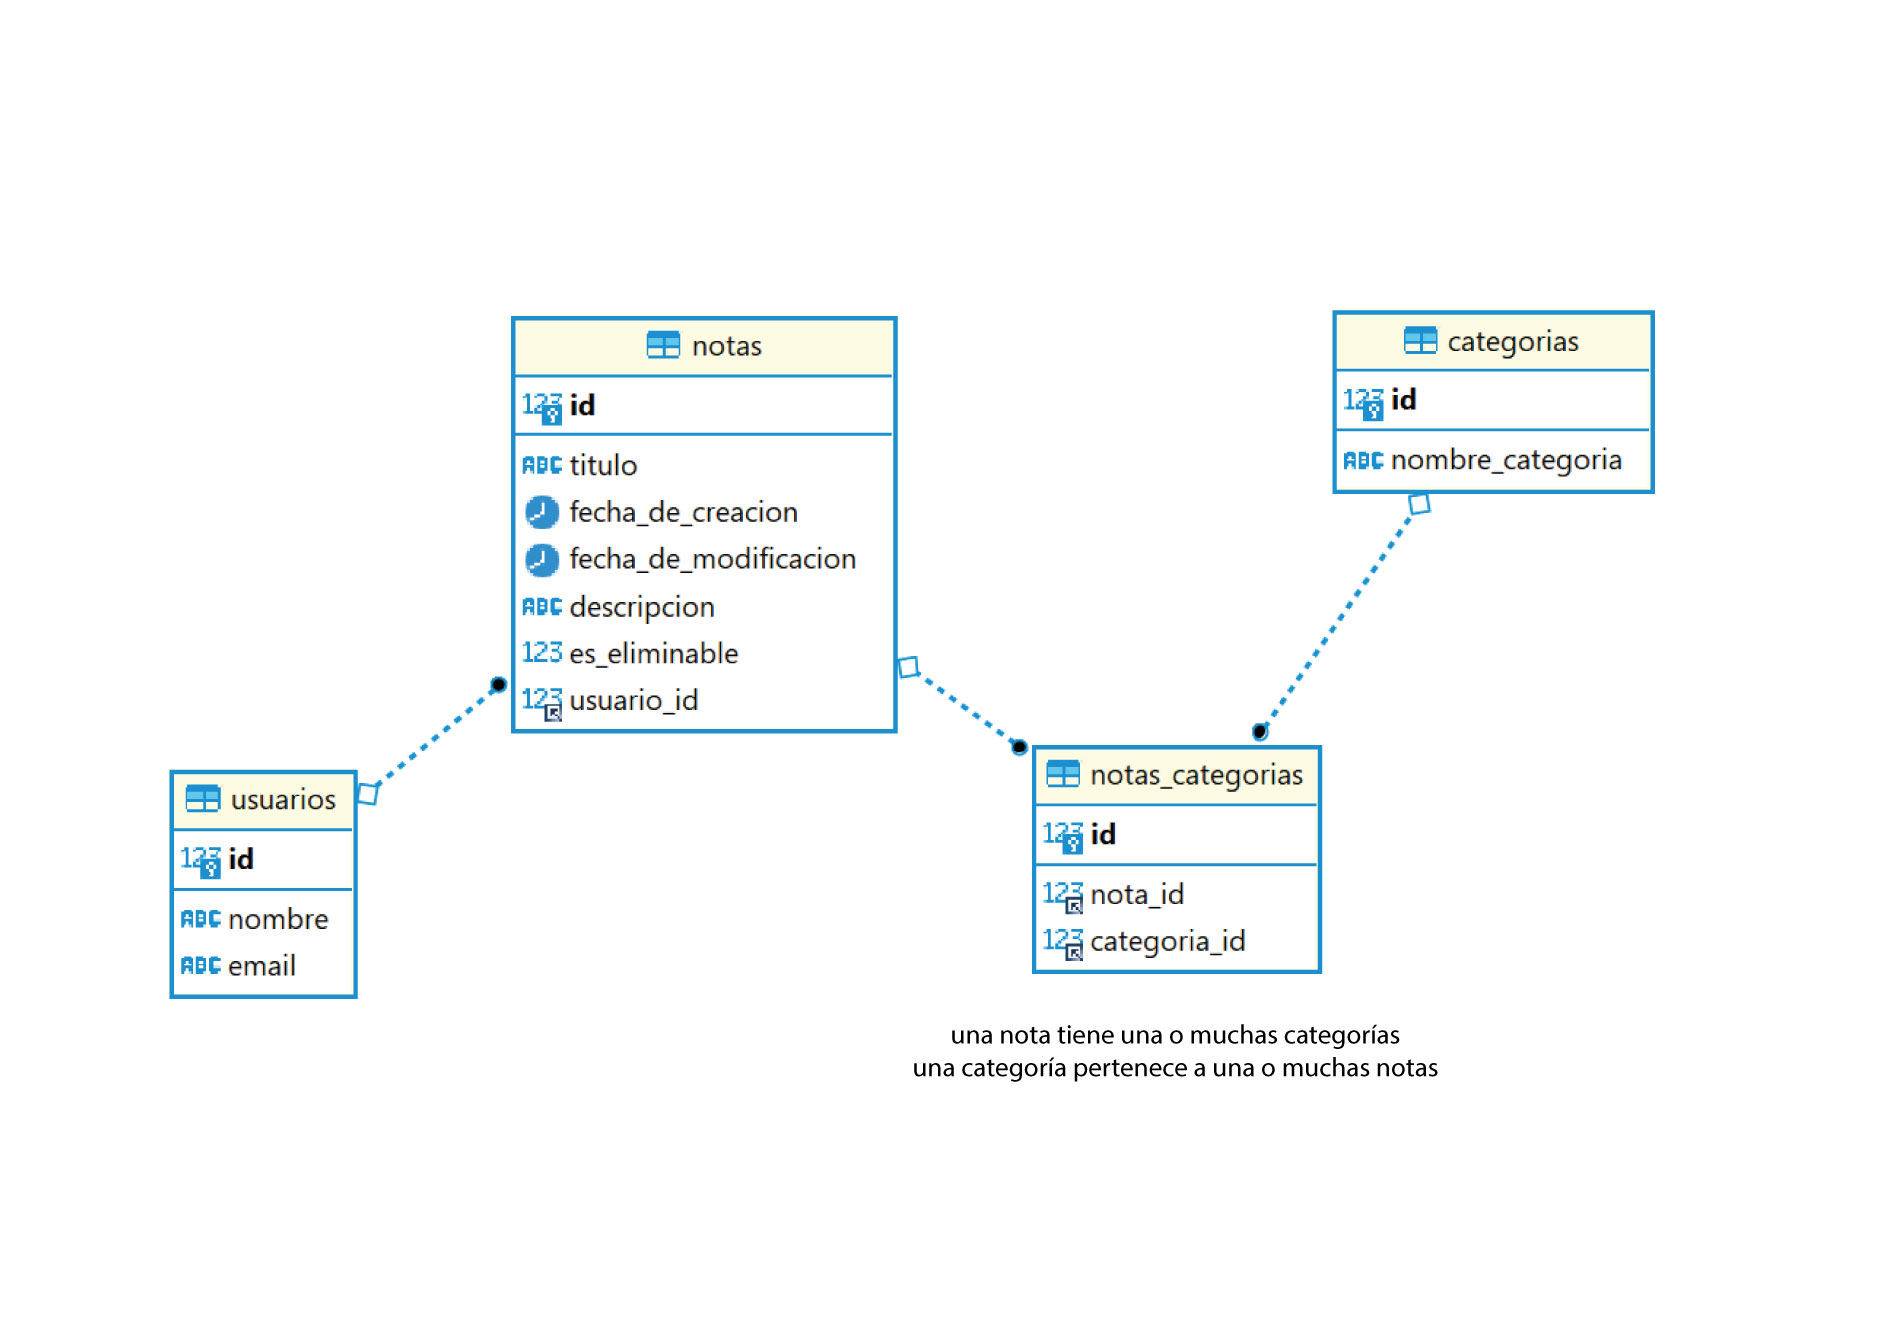 notas
123 id
ABC titulo
fecha_de_creacion
fecha_de_modificacion
ABC descripcion
123 es_eliminable
123 usuario_id
categorias
123 id
ABC nombre_categoria
usuarios
123 id
ABC nombre
ABC email
notas_categorias
123 id
123 nota_id
123 categoria_id
una nota tiene una o muchas categorías
una categoría pertenece a una o muchas notas